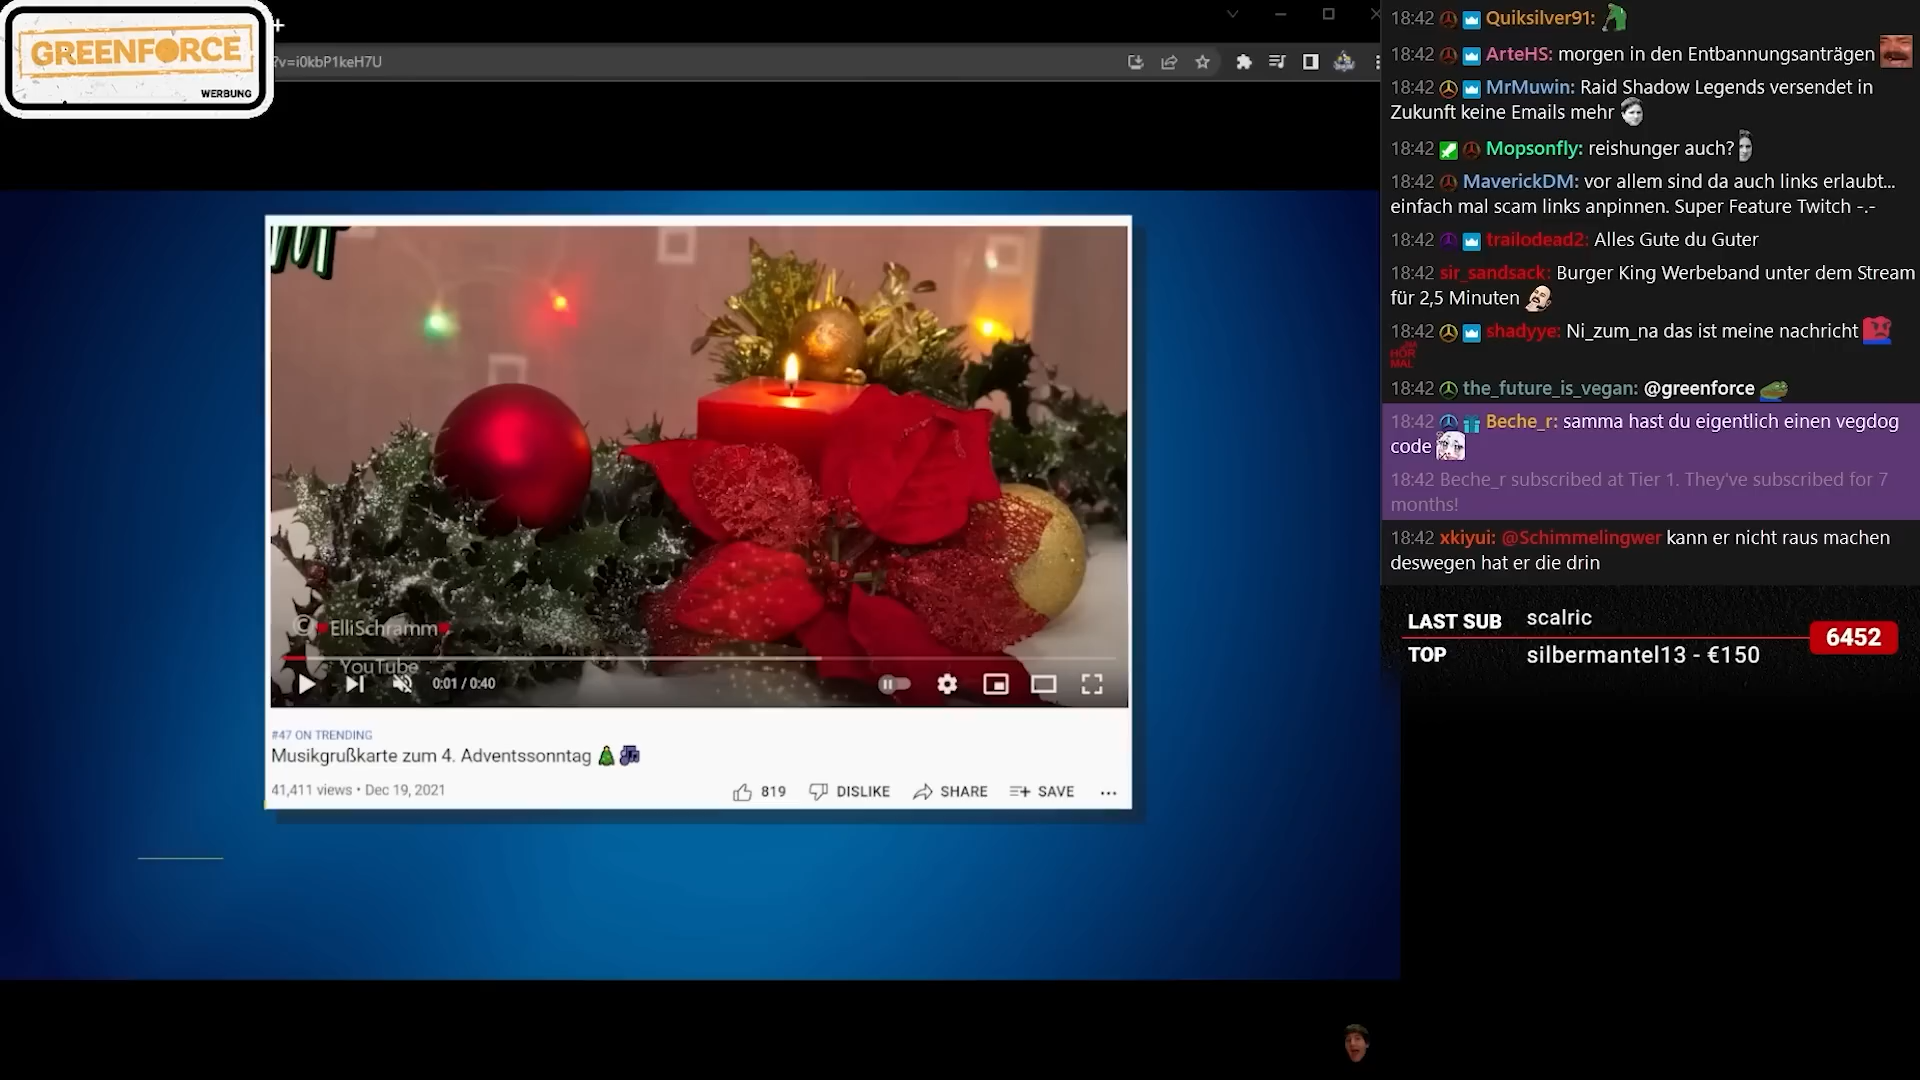 GREENFORCE
WERBUNG
?v=i0kbP1keH7U
©♥ElliSchramm♥
YouTube
0:01 / 0:40
#47 ON TRENDING
Musikgrußkarte zum 4. Adventssonntag
41,411 views • Dec 19, 2021
819 DISLIKE SHARE SAVE
18:42 Quiksilver91:
18:42 ArteHS: morgen in den Entbannungsanträgen
18:42 MrMuwin: Raid Shadow Legends versendet in
Zukunft keine Emails mehr
18:42 Mopsonfly: reishunger auch?
18:42 MaverickDM: vor allem sind da auch links erlaubt...
einfach mal scam links anpinnen. Super Feature Twitch -.-
18:42 trailodead2: Alles Gute du Guter
18:42 sir_sandsack: Burger King Werbeband unter dem Stream
für 2,5 Minuten
18:42 shadyye: Ni_zum_na das ist meine nachricht
HÖR
MAL
18:42 the_future_is_vegan: @greenforce
18:42 Beche_r: samma hast du eigentlich einen vegdog
code
18:42 Beche_r subscribed at Tier 1. They've subscribed for 7
months!
18:42 xkiyui: @Schimmelingwer kann er nicht raus machen
deswegen hat er die drin
LAST SUB scalric
6452
TOP silbermantel13 - €150